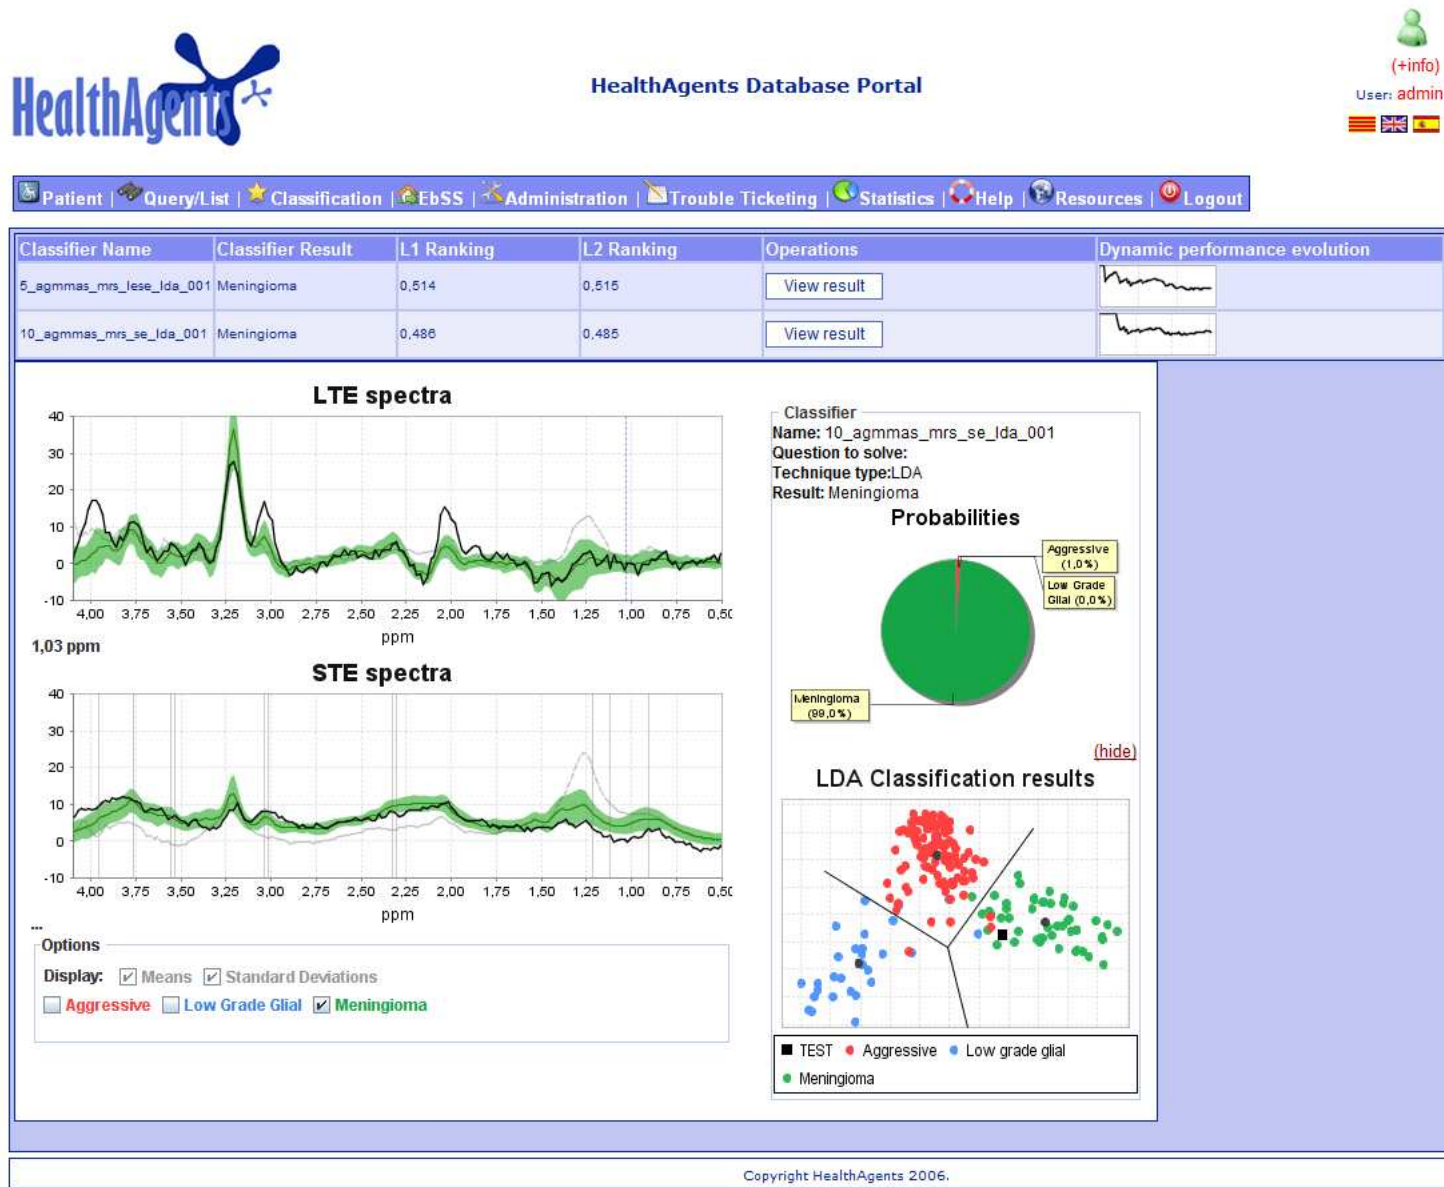 HealthAgents
HealthAgents Database Portal
(+info)
User: admin
Patient | Query/List | Classification | EbSS | Administration | Trouble Ticketing | Statistics | Help | Resources | Logout
Classifier Name Classifier Result L1 Ranking L2 Ranking Operations Dynamic performance evolution
5_agmmas_mrs_lese_lda_001 Meningioma 0,514 0,515 View result
10_agmmas_mrs_se_lda_001 Meningioma 0,486 0,485 View result
LTE spectra
40
30
20
10
0
-10
4,00 3,75 3,50 3,25 3,00 2,75 2,50 2,25 2,00 1,75 1,50 1,25 1,00 0,75 0,50
ppm
1,03 ppm
STE spectra
40
30
20
10
0
-10
4,00 3,75 3,50 3,25 3,00 2,75 2,50 2,25 2,00 1,75 1,50 1,25 1,00 0,75 0,50
ppm
...
Options
Display: Means Standard Deviations
Aggressive Low Grade Glial Meningioma
Classifier
Name: 10_agmmas_mrs_se_lda_001
Question to solve:
Technique type:LDA
Result: Meningioma
Probabilities
Aggressive
(1,0%)
Low Grade
Glial (0,0%)
Meningioma
(99,0%)
(hide)
LDA Classification results
TEST Aggressive Low grade glial
Meningioma
Copyright HealthAgents 2006.